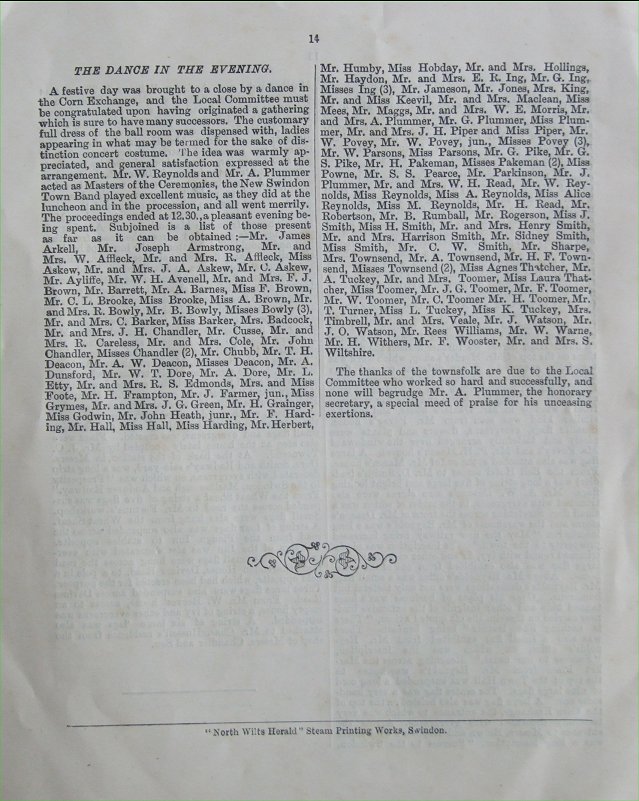 14
THE DANCE IN THE EVENING.
A festive day was brought to a close by a dance in
the Corn Exchange, and the Local Committee must
be congratulated upon having originated a gathering
which is sure to have many successors. The customary
full dress of the ball room was dispensed with, ladies
appearing in what may be termed for the sake of dis-
tinction concert costume. The idea was warmly ap-
preciated, and general satisfaction expressed at the
arrangement. Mr. W. Reynolds and Mr. A. Plummer
acted as Masters of the Ceremonies, the New Swindon
Town Band played excellent music, as they did at the
luncheon and in the procession, and all went merrily.
The proceedings ended at 12.30., a pleasant evening be-
ing spent. Subjoined is a list of those present
as far as it can be obtained :—Mr. James
Arkell, Mr. Joseph Armstrong, Mr. and
Mrs. W. Affleck, Mr. and Mrs. R. Affleck, Miss
Askew, Mr. and Mrs. J. A. Askew, Mr. C. Askew,
Mr. Ayliffe, Mr. W. H. Avenell, Mr. and Mrs. F. J.
Brown, Mr. Barrett, Mr. A. Barnes, Miss F. Brown,
Mr. C. L. Brooke, Miss Brooke, Miss A. Brown, Mr.
and Mrs. R. Bowly, Mr. B. Bowly, Misses Bowly (3),
Mr. and Mrs. C. Barker, Miss Barker, Mrs. Badcock,
Mr. and Mrs. J. H. Chandler, Mr. Cusse, Mr. and
Mrs. R. Careless, Mr. and Mrs. Cole, Mr. John
Chandler, Misses Chandler (2), Mr. Chubb, Mr. T. H.
Deacon, Mr. A. W. Deacon, Misses Deacon, Mr. A.
Dunsford, Mr. W. T. Dore, Mr. A. Dore, Mr. L.
Etty, Mr. and Mrs. R. S. Edmonds, Mrs. and Miss
Foote, Mr. H. Frampton, Mr. J. Farmer, jun., Miss
Grymes, Mr. and Mrs. J. G. Green, Mr. H. Grainger,
Miss Godwin, Mr. John Heath, junr., Mr. F. Hard-
ing, Mr. Hall, Miss Hall, Miss Harding, Mr. Herbert,
Mr. Humby, Miss Hobday, Mr. and Mrs. Hollings,
Mr. Haydon, Mr. and Mrs. E. R. Ing, Mr. G. Ing,
Misses Ing (3), Mr. Jameson, Mr. Jones, Mrs. King,
Mr. and Miss Keevil, Mr. and Mrs. Maclean, Miss
Mees, Mr. Maggs, Mr. and Mrs. W. E. Morris, Mr.
and Mrs. A. Plummer, Mr. G. Plummer, Miss Plum-
mer, Mr. and Mrs. J. H. Piper and Miss Piper, Mr.
W. Povey, Mr. W. Povey, jun., Misses Povey (3),
Mr. W. Parsons, Miss Parsons, Mr. G. Pike, Mr. G.
S. Pike, Mr. H. Pakeman, Misses Pakeman (2), Miss
Powne, Mr. S. S. Pearce, Mr. Parkinson, Mr. J.
Plummer, Mr. and Mrs. W. H. Read, Mr. W. Rey-
nolds, Miss Reynolds, Miss A. Reynolds, Miss Alice
Reynolds, Miss M. Reynolds, Mr. H. Read, Mr.
Robertson, Mr. B. Rumball, Mr. Rogerson, Miss J.
Smith, Miss H. Smith, Mr. and Mrs. Henry Smith,
Mr. and Mrs. Harrison Smith, Mr. Sidney Smith,
Miss Smith, Mr. C. W. Smith, Mr. Sharpe,
Mrs. Townsend, Mr. A. Townsend, Mr. H. F. Town-
send, Misses Townsend (2), Miss Agnes Thatcher, Mr.
A. Tuckey, Mr. and Mrs. Toomer, Miss Laura That-
cher, Miss Toomer, Mr. J. G. Toomer, Mr. F. Toomer,
Mr. W. Toomer, Mr. C. Toomer Mr. H. Toomer, Mr.
T. Turner, Miss L. Tuckey, Miss K. Tuckey, Mrs.
Timbrell, Mr. and Mrs. Veale, Mr. J. Watson, Mr.
J. O. Watson, Mr. Rees Williams, Mr. W. Warne,
Mr. H. Withers, Mr. F. Wooster, Mr. and Mrs. S.
Wiltshire.
The thanks of the townsfolk are due to the Local
Committee who worked so hard and successfully, and
none will begrudge Mr. A. Plummer, the honorary
secretary, a special meed of praise for his unceasing
exertions.
"North Wilts Herald" Steam Printing Works, Swindon.